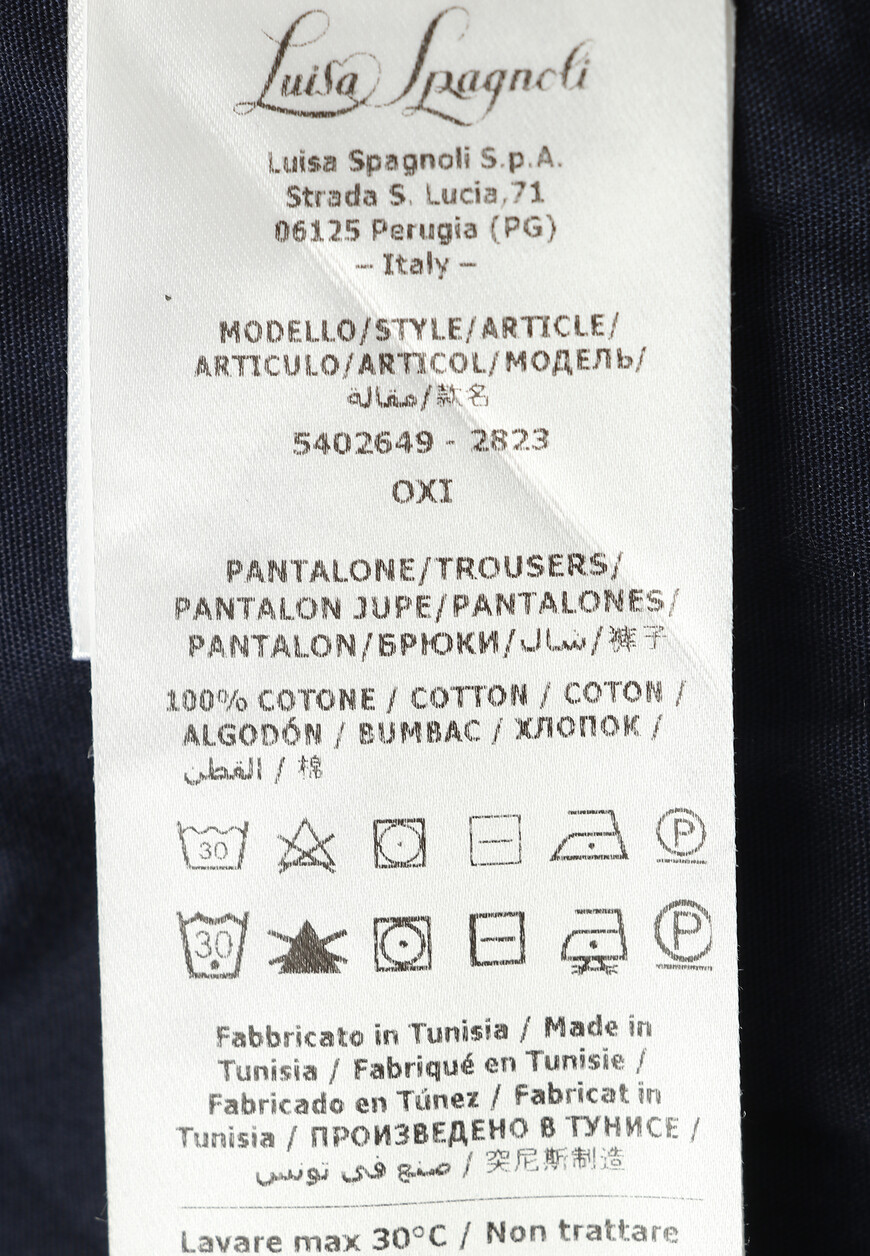 Luisa Spagnoli
Luisa Spagnoli S.p.A.
Strada S. Lucia,71
06125 Perugia (PG)
– Italy –
MODELLO/STYLE/ARTICLE/
ARTICULO/ARTICOL/МОДЕЛЬ/
مقالة/款名
5402649 - 2823
OXI
PANTALONE/TROUSERS/
PANTALON JUPE/PANTALONES/
PANTALON/БРЮКИ/شال/裤子
100% COTONE / COTTON / COTON /
ALGODÓN / BUMBAC / ХЛОПОК /
القطن / 棉
30 P
30 P
Fabbricato in Tunisia / Made in
Tunisia / Fabriqué en Tunisie /
Fabricado en Túnez / Fabricat in
Tunisia / ПРОИЗВЕДЕНО В ТУНИСЕ /
صنع في تونس / 突尼斯制造
Lavare max 30°C / Non trattare